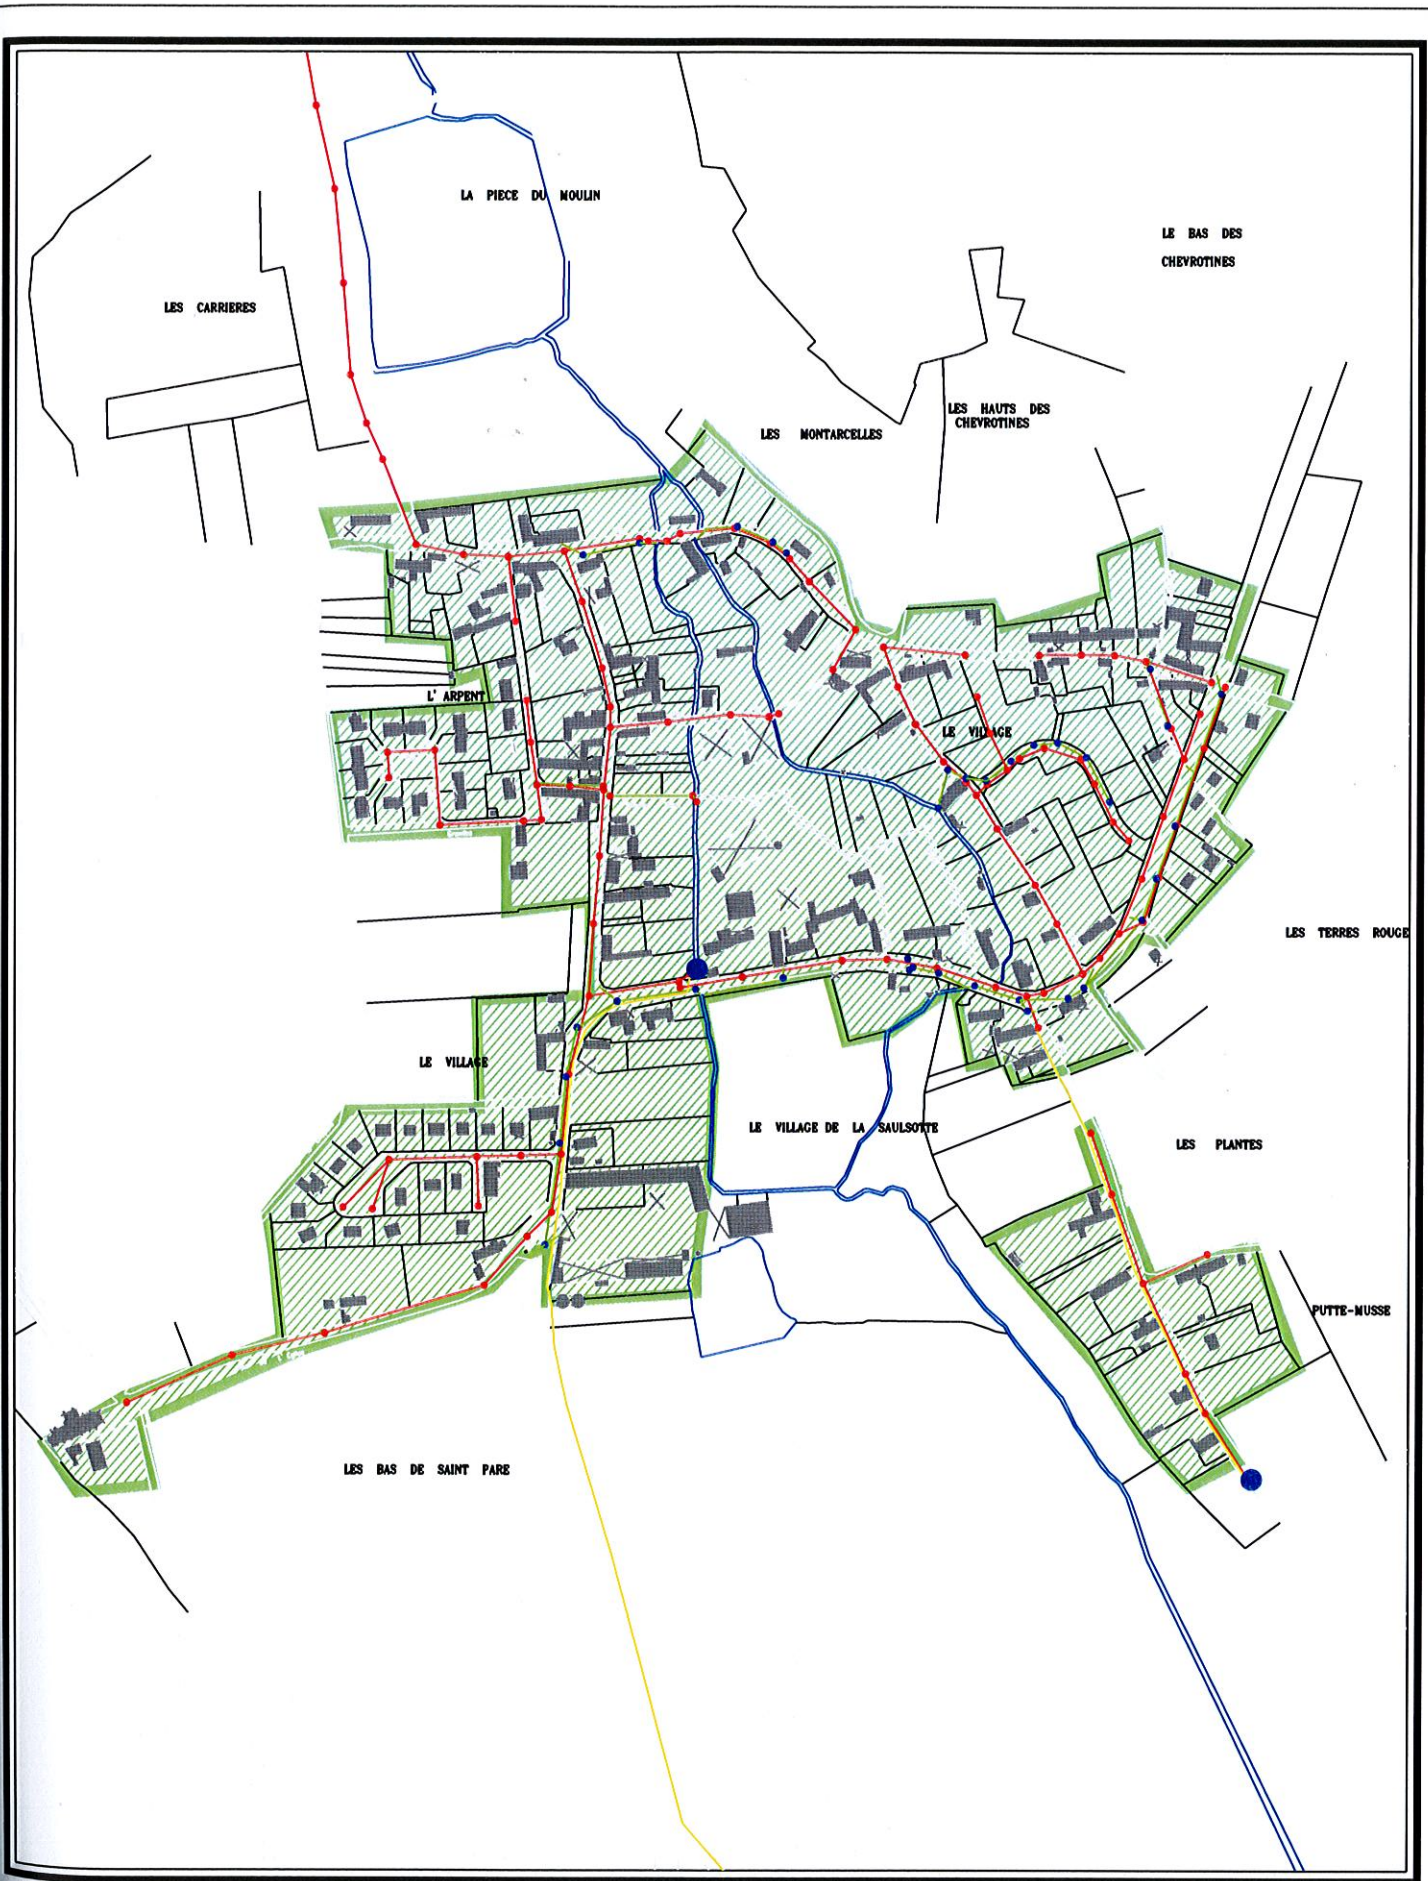 LA PIECE DU MOULIN
LE BAS DES
CHEVROTINES
LES CARRIERES
LES HAUTS DES
CHEVROTINES
LES MONTARCELLES
L' ARPENT
LE VILLAGE
LES TERRES ROUGE
LE VILLAGE
LE VILLAGE DE LA SAULSOTTE
LES PLANTES
PUTTE-MUSSE
LES BAS DE SAINT PARE